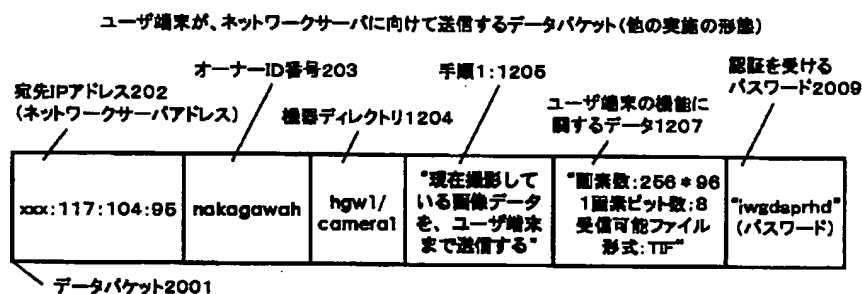 ユーザ端末が、ネットワークサーバに向けて送信するデータパケット(他の実施の形態)
宛先IPアドレス202
(ネットワークサーバアドレス)
オーナーID番号203
機器ディレクトリ1204
手順1:1205
ユーザ端末の機能に
関するデータ1207
認証を受ける
パスワード2009
xxx:117:104:95
nakagawah
hgw1/
camera1
"現在撮影して
いる画像データ
を、ユーザ端末
まで送信する"
"画素数:256*96
1画素ビット数:8
受信可能ファイル
形式:TIF"
"iwgdsprhd"
(パスワード)
データパケット2001